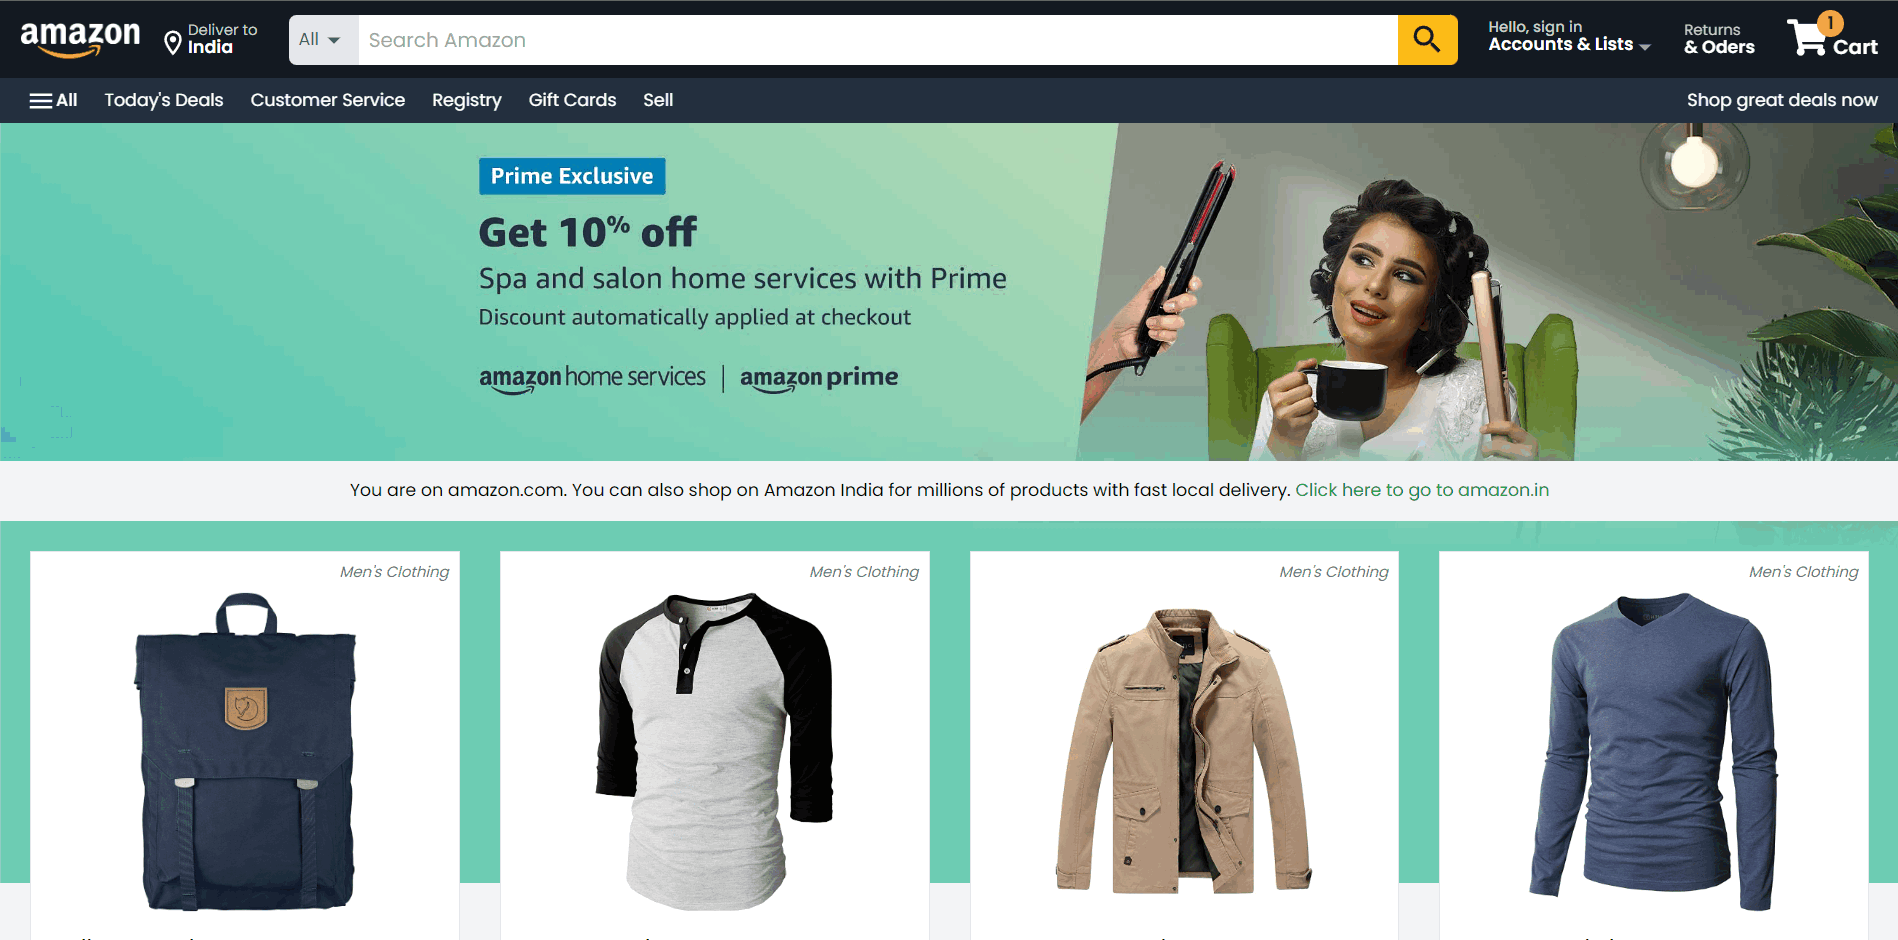 amazon
Deliver to
India
All
Search Amazon
Hello, sign in
Accounts & Lists
Returns
& Oders
1
Cart
All
Today's Deals
Customer Service
Registry
Gift Cards
Sell
Shop great deals now
Prime Exclusive
Get 10% off
Spa and salon home services with Prime
Discount automatically applied at checkout
amazon home services | amazon prime
You are on amazon.com. You can also shop on Amazon India for millions of products with fast local delivery. Click here to go to amazon.in
Men's Clothing
Men's Clothing
Men's Clothing
Men's Clothing